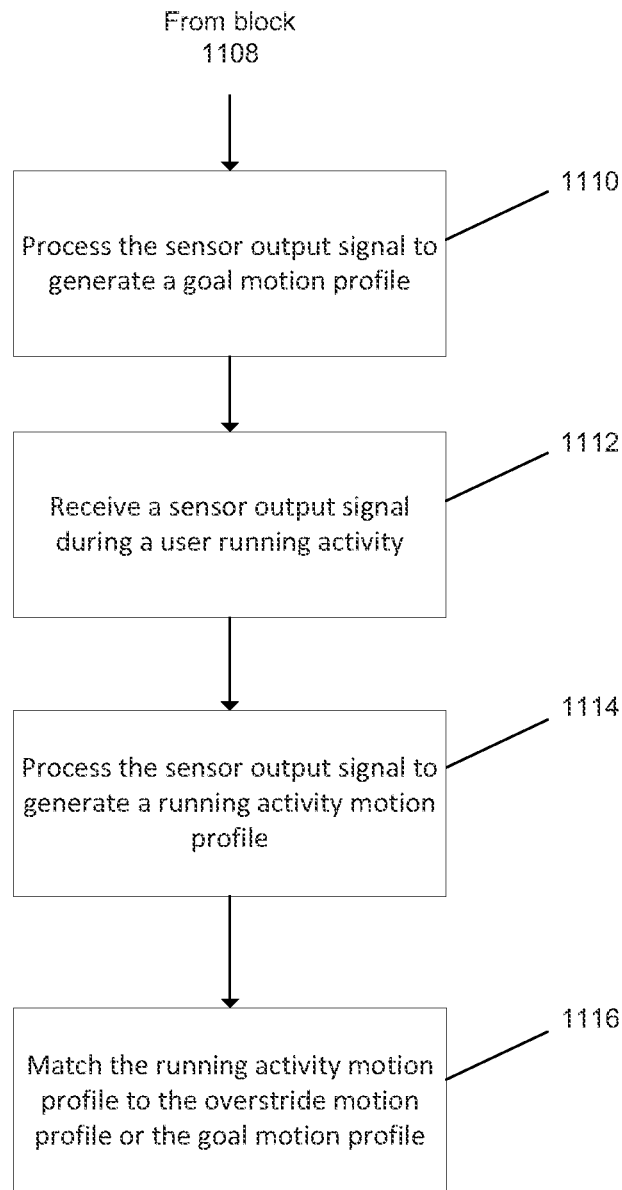 From block
1108
1110
Process the sensor output signal to
generate a goal motion profile
1112
Receive a sensor output signal
during a user running activity
1114
Process the sensor output signal to
generate a running activity motion
profile
1116
Match the running activity motion
profile to the overstride motion
profile or the goal motion profile